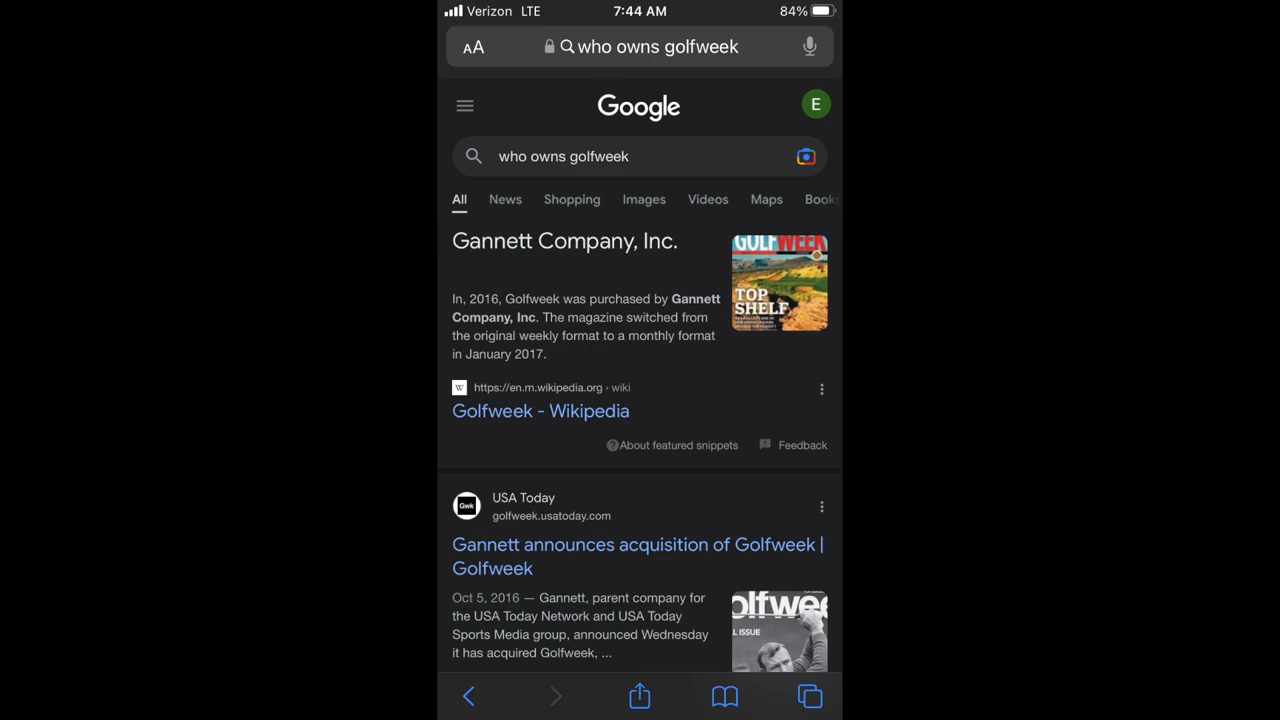 Verizon LTE 7:44 AM 84%
AA who owns golfweek
Google E
who owns golfweek
All News Shopping Images Videos Maps Book
Gannett Company, Inc.
GOLFWEEK
TOP
SHELF
In, 2016, Golfweek was purchased by Gannett
Company, Inc. The magazine switched from
the original weekly format to a monthly format
in January 2017.
W https://en.m.wikipedia.org › wiki
Golfweek - Wikipedia
About featured snippets Feedback
Gwk USA Today
golfweek.usatoday.com
Gannett announces acquisition of Golfweek |
Golfweek
Oct 5, 2016 — Gannett, parent company for
the USA Today Network and USA Today
Sports Media group, announced Wednesday
it has acquired Golfweek, ...
olfwee
L ISSUE